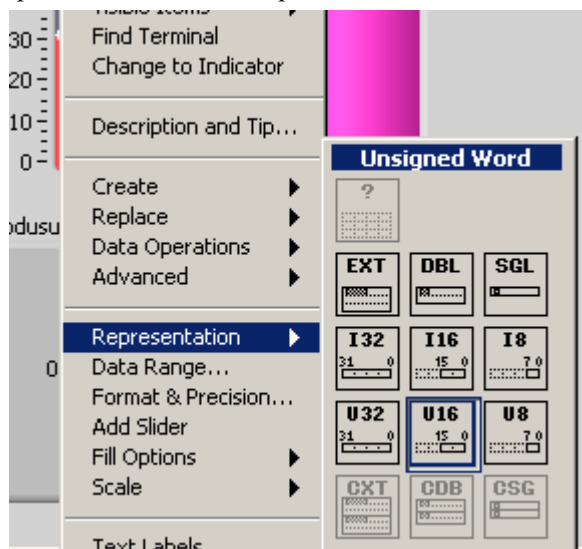 Visible Items
30
Find Terminal
Change to Indicator
20
10
Description and Tip...
0
Unsigned Word
?
Create
Replace
odusu
Data Operations
Advanced
EXT DBL SGL
Representation
I32 I16 I8
31 0 15 0 7 0
0
Data Range...
Format & Precision...
Add Slider
U32 U16 U8
31 0 15 0 7 0
Fill Options
Scale
CXT CDB CSG
Text Labels